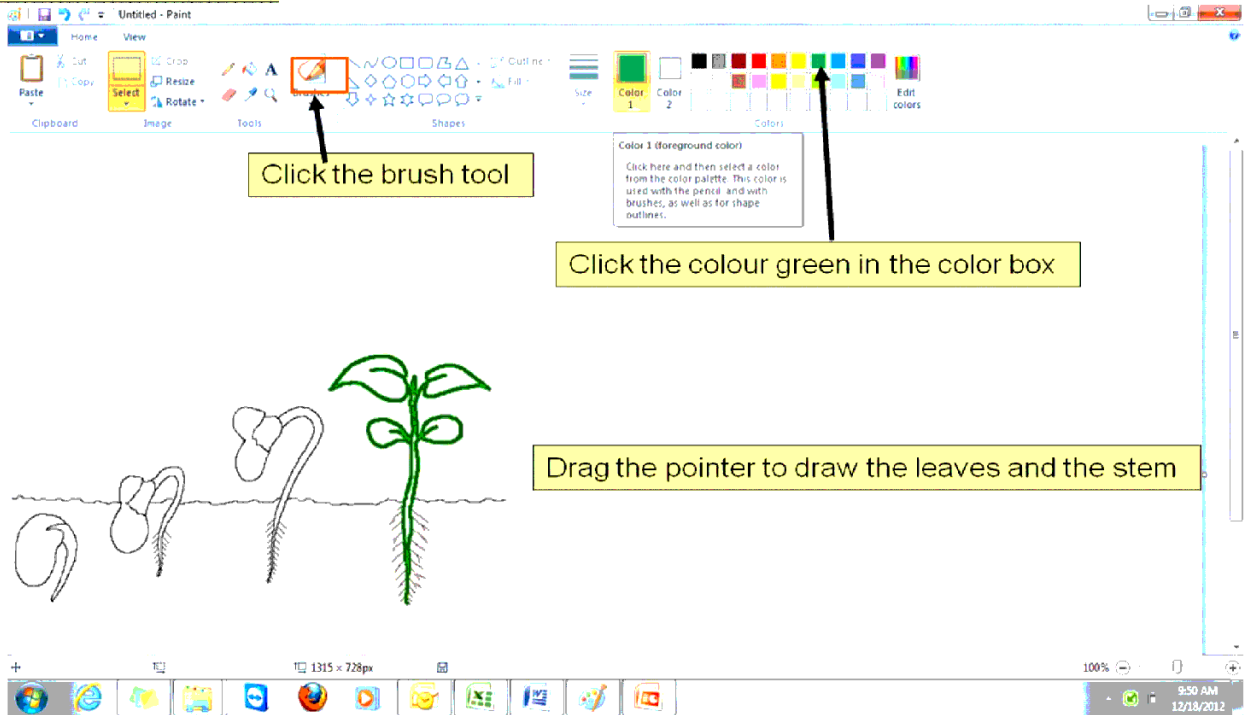 Untitled - Paint
Home View
Cut
Copy
Paste
Clipboard
Crop
Resize
Rotate
Select
Image
A
Tools
Brushes
Outline
Fill
Shapes
Size
Color 1
Color 2
Edit colors
Colors
Color 1 (foreground color)
Click here and then select a color
from the color palette. This color is
used with the pencil and with
brushes, as well as for shape
outlines.
Click the brush tool
Click the colour green in the color box
Drag the pointer to draw the leaves and the stem
1315 × 728px
100%
9:50 AM
12/18/2012